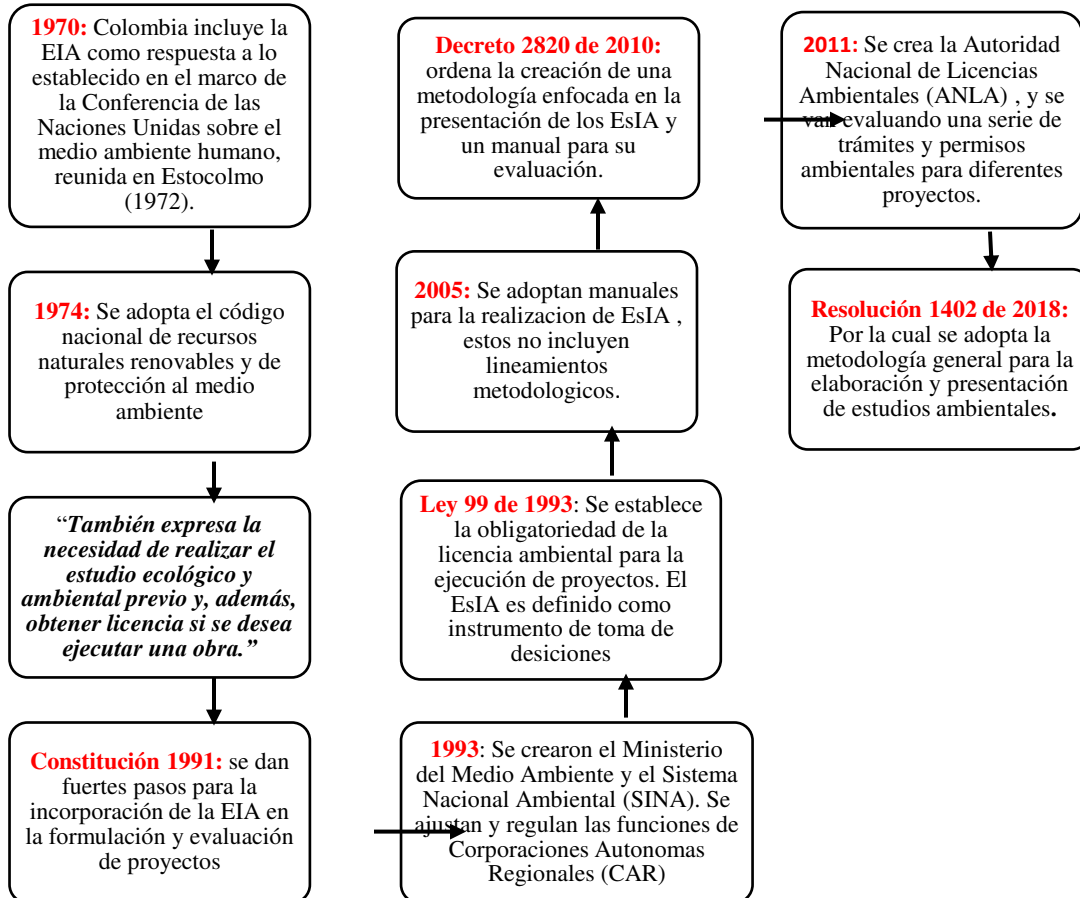 1970: Colombia incluye la
EIA como respuesta a lo
establecido en el marco de
la Conferencia de las
Naciones Unidas sobre el
medio ambiente humano,
reunida en Estocolmo
(1972).
1974: Se adopta el código
nacional de recursos
naturales renovables y de
protección al medio
ambiente
“También expresa la
necesidad de realizar el
estudio ecológico y
ambiental previo y, además,
obtener licencia si se desea
ejecutar una obra.”
Constitución 1991: se dan
fuertes pasos para la
incorporación de la EIA en
la formulación y evaluación
de proyectos
1993: Se crearon el Ministerio
del Medio Ambiente y el Sistema
Nacional Ambiental (SINA). Se
ajustan y regulan las funciones de
Corporaciones Autonomas
Regionales (CAR)
Ley 99 de 1993: Se establece
la obligatoriedad de la
licencia ambiental para la
ejecución de proyectos. El
EsIA es definido como
instrumento de toma de
desiciones
2005: Se adoptan manuales
para la realizacion de EsIA ,
estos no incluyen
lineamientos
metodologicos.
Decreto 2820 de 2010:
ordena la creación de una
metodología enfocada en la
presentación de los EsIA y
un manual para su
evaluación.
2011: Se crea la Autoridad
Nacional de Licencias
Ambientales (ANLA) , y se
van evaluando una serie de
trámites y permisos
ambientales para diferentes
proyectos.
Resolución 1402 de 2018:
Por la cual se adopta la
metodología general para la
elaboración y presentación
de estudios ambientales.